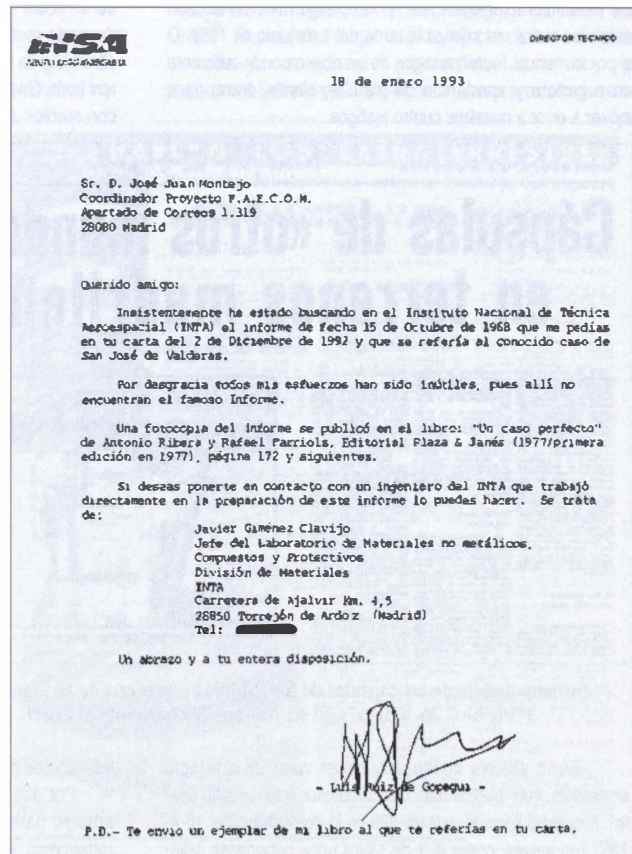 DIRECTOR TECNICO
18 de enero 1993
Sr. D. José Juan Montejo
Coordinador Proyecto F.A.E.C.O.M.
Apartado de Correos 1.319
28080 Madrid
Querido amigo:
Insistentemente he estado buscando en el Instituto Nacional de Técnica
Aeroespacial (INTA) el informe de fecha 15 de Octubre de 1968 que me pedías
en tu carta del 2 de Diciembre de 1992 y que se refería al conocido caso de
San José de Valderas.
Por desgracia todos mis esfuerzos han sido inútiles, pues allí no
encuentran el famoso Informe.
Una fotocopia del informe se publicó en el libro: "Un caso perfecto"
de Antonio Ribera y Rafael Farriols, Editorial Plaza & Janés (1977/primera
edición en 1977), página 172 y siguientes.
Si deseas ponerte en contacto con un ingeniero del INTA que trabajó
directamente en la preparación de este informe lo puedes hacer. Se trata
de:
Javier Giménez Clavijo
Jefe del Laboratorio de Materiales no metálicos,
Compuestos y Protectivos
División de Materiales
INTA
Carretera de Ajalvir Km. 4,5
28850 Torrejón de Ardoz (Madrid)
Tel:
Un abrazo y a tu entera disposición.
- Luis Ruiz de Gopegui -
P.D.- Te envío un ejemplar de mi libro al que te referías en tu carta.